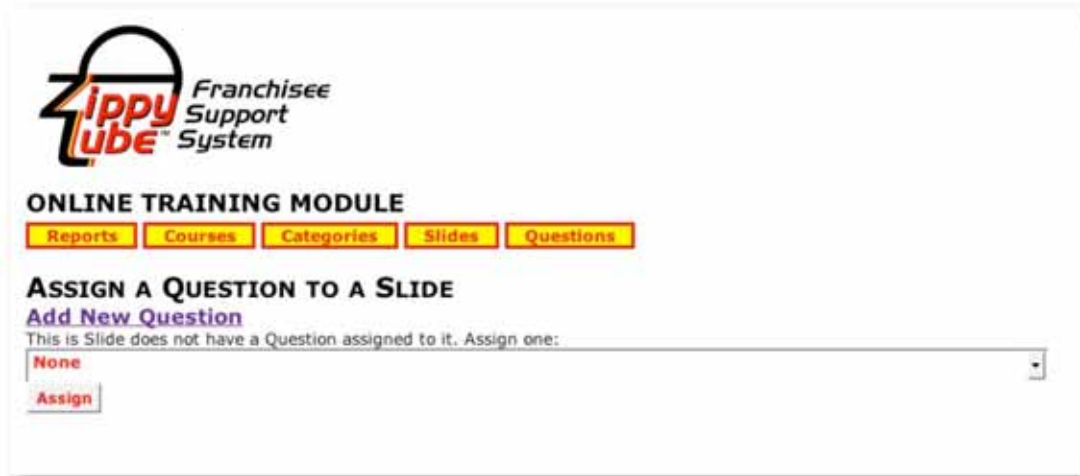 Zippy Franchisee
Lube™ Support
System
ONLINE TRAINING MODULE
Reports Courses Categories Slides Questions
ASSIGN A QUESTION TO A SLIDE
Add New Question
This is Slide does not have a Question assigned to it. Assign one:
None
Assign